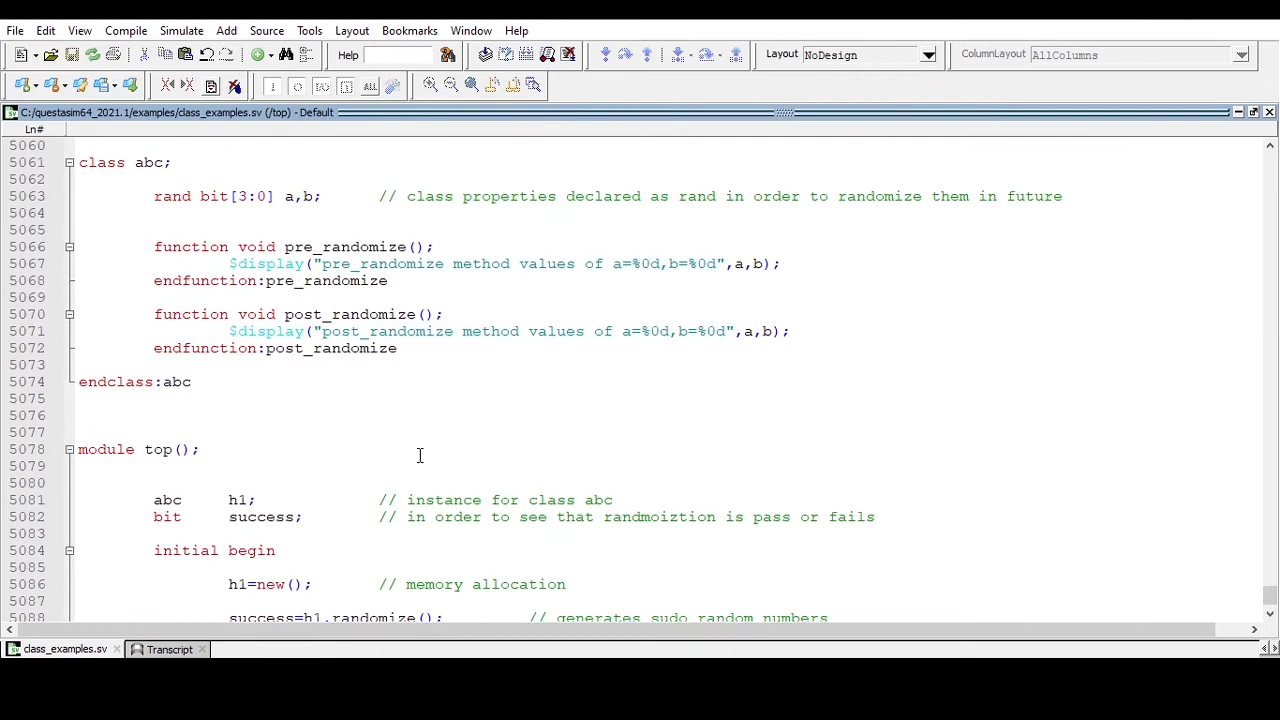 File Edit View Compile Simulate Add Source Tools Layout Bookmarks Window Help
Help Layout NoDesign ColumnLayout AllColumns
C:/questasim64_2021.1/examples/class_examples.sv (/top) - Default
Ln#
5060
5061 class abc;
5062
5063 rand bit[3:0] a,b; // class properties declared as rand in order to randomize them in future
5064
5065
5066 function void pre_randomize();
5067 $display("pre_randomize method values of a=%0d,b=%0d",a,b);
5068 endfunction:pre_randomize
5069
5070 function void post_randomize();
5071 $display("post_randomize method values of a=%0d,b=%0d",a,b);
5072 endfunction:post_randomize
5073
5074 endclass:abc
5075
5076
5077
5078 module top();
5079
5080
5081 abc h1; // instance for class abc
5082 bit success; // in order to see that randmoiztion is pass or fails
5083
5084 initial begin
5085
5086 h1=new(); // memory allocation
5087
5088 success=h1.randomize(); // generates sudo random numbers
class_examples.sv Transcript